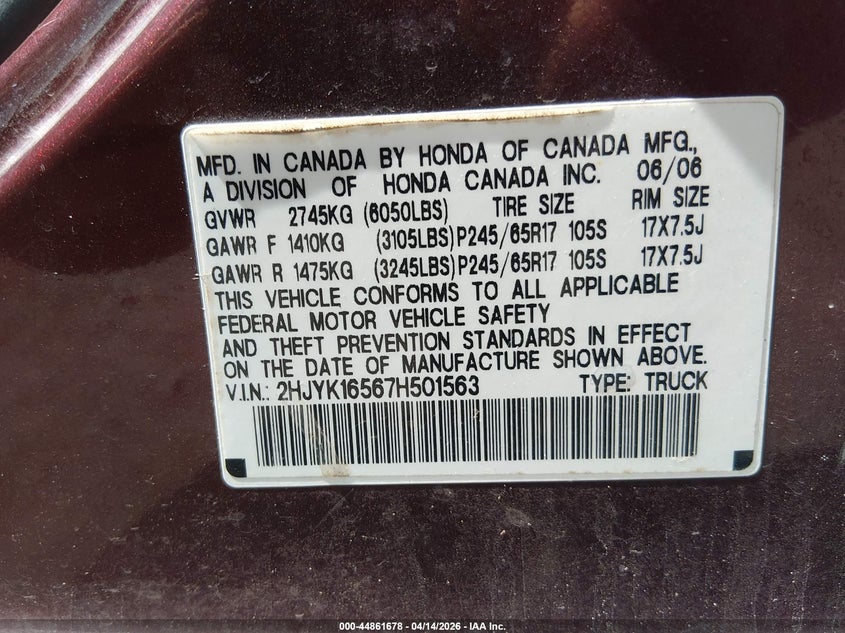 MFD. IN CANADA BY HONDA OF CANADA MFG.,
A DIVISION OF HONDA CANADA INC. 06/06
GVWR 2745KG (6050LBS) TIRE SIZE RIM SIZE
GAWR F 1410KG (3105LBS) P245/65R17 105S 17X7.5J
GAWR R 1475KG (3245LBS) P245/65R17 105S 17X7.5J
THIS VEHICLE CONFORMS TO ALL APPLICABLE
FEDERAL MOTOR VEHICLE SAFETY
AND THEFT PREVENTION STANDARDS IN EFFECT
ON THE DATE OF MANUFACTURE SHOWN ABOVE.
V.I.N.: 2HJYK16567H501563 TYPE: TRUCK
000-44861678 - 04/14/2026 - IAA Inc.